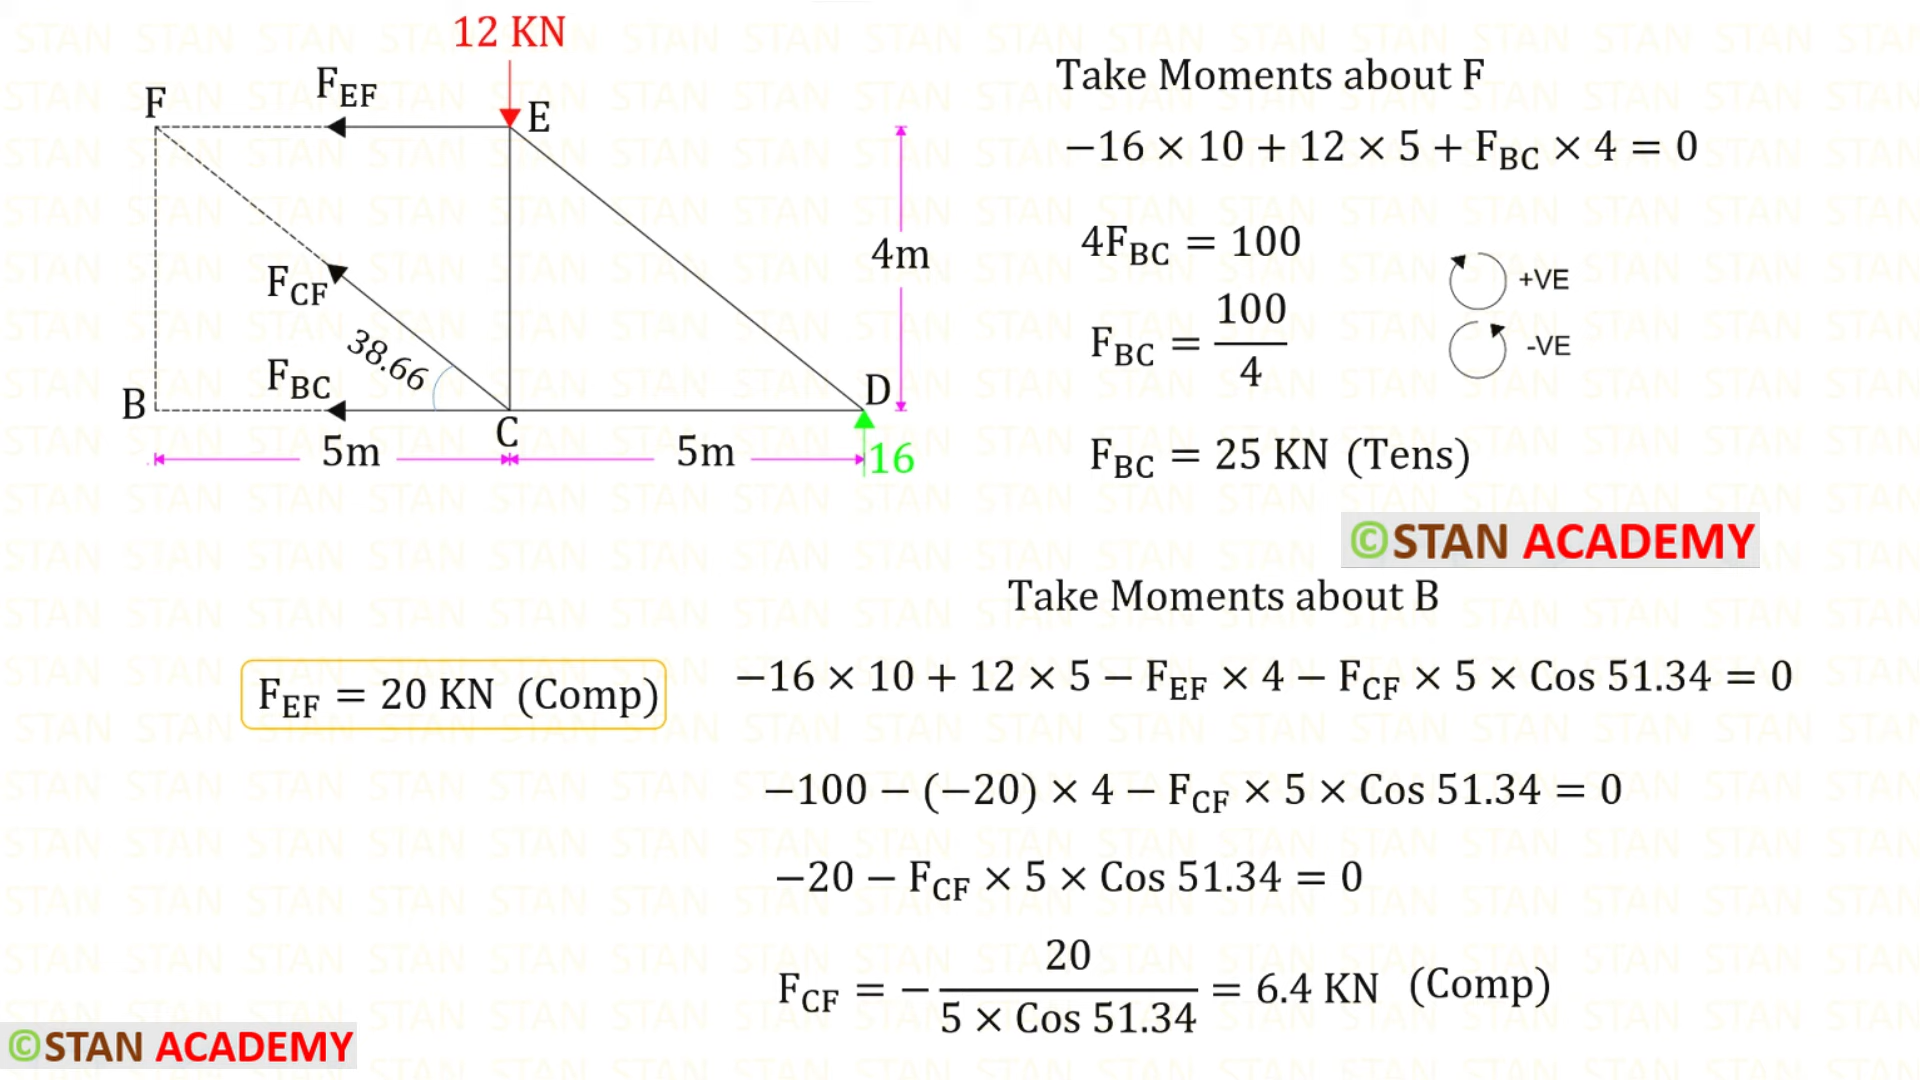 12 KN
F
F_EF
E
F_CF
38.66
4m
B
F_BC
C
D
5m
5m
16
Take Moments about F
−16 × 10 + 12 × 5 + F_BC × 4 = 0
4F_BC = 100
F_BC = 100/4
+VE
-VE
F_BC = 25 KN (Tens)
©STAN ACADEMY
Take Moments about B
F_EF = 20 KN (Comp)
−16 × 10 + 12 × 5 − F_EF × 4 − F_CF × 5 × Cos 51.34 = 0
−100 − (−20) × 4 − F_CF × 5 × Cos 51.34 = 0
−20 − F_CF × 5 × Cos 51.34 = 0
F_CF = − 20/(5 × Cos 51.34) = 6.4 KN (Comp)
©STAN ACADEMY